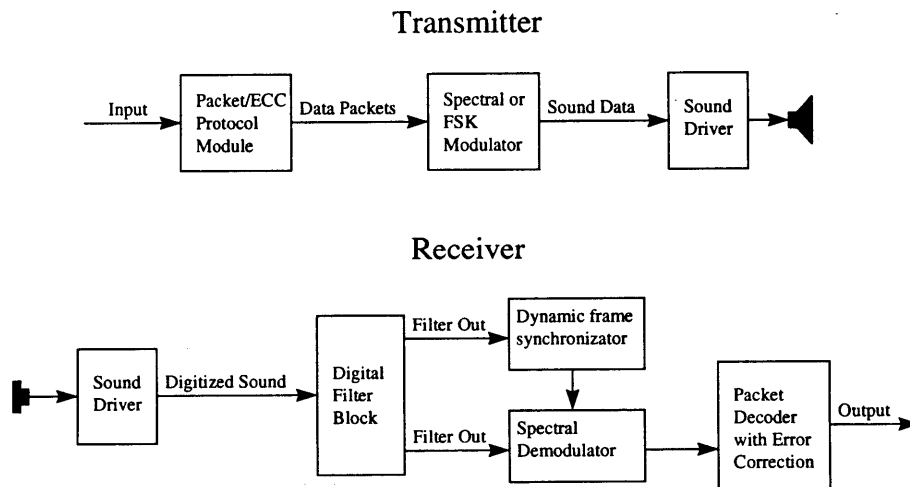 Transmitter
Input
Packet/ECC
Protocol
Module
Data Packets
Spectral or
FSK
Modulator
Sound Data
Sound
Driver
Receiver
Sound
Driver
Digitized Sound
Digital
Filter
Block
Filter Out
Dynamic frame
synchronizator
Filter Out
Spectral
Demodulator
Packet
Decoder
with Error
Correction
Output